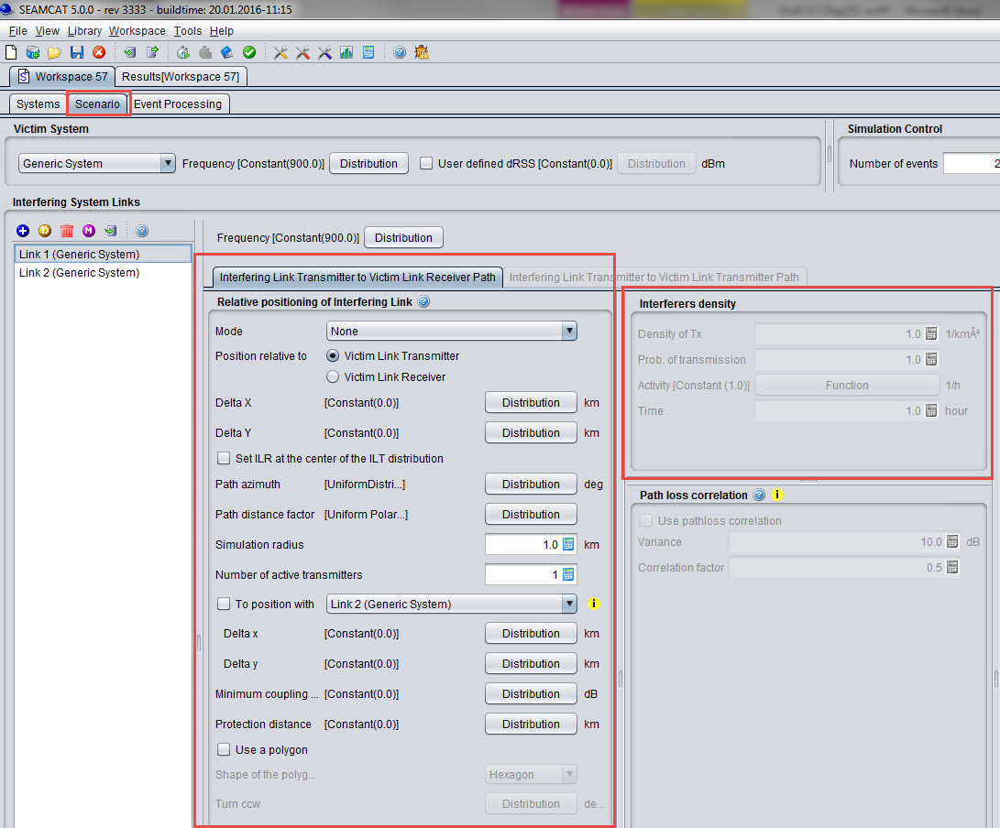 SEAMCAT 5.0.0 - rev 3333 - buildtime: 20.01.2016-11:15
File View Library Workspace Tools Help
Workspace 57 Results[Workspace 57]
Systems Scenario Event Processing
Victim System
Simulation Control
Generic System Frequency [Constant(900.0)] Distribution User defined dRSS [Constant(0.0)] Distribution dBm
Number of events 2
Interfering System Links
Link 1 (Generic System)
Link 2 (Generic System)
Frequency [Constant(900.0)] Distribution
Interfering Link Transmitter to Victim Link Receiver Path Interfering Link Transmitter to Victim Link Transmitter Path
Relative positioning of Interfering Link
Mode None
Position relative to Victim Link Transmitter
Victim Link Receiver
Delta X [Constant(0.0)] Distribution km
Delta Y [Constant(0.0)] Distribution km
Set ILR at the center of the ILT distribution
Path azimuth [UniformDistri...] Distribution deg
Path distance factor [Uniform Polar...] Distribution
Simulation radius 1.0 km
Number of active transmitters 1
To position with Link 2 (Generic System) i
Delta x [Constant(0.0)] Distribution km
Delta y [Constant(0.0)] Distribution km
Minimum coupling ... [Constant(0.0)] Distribution dB
Protection distance [Constant(0.0)] Distribution km
Use a polygon
Shape of the polyg... Hexagon
Turn ccw Distribution de...
Interferers density
Density of Tx 1.0 1/kmÂ²
Prob. of transmission 1.0
Activity [Constant (1.0)] Function 1/h
Time 1.0 hour
Path loss correlation i
Use pathloss correlation
Variance 10.0 dB
Correlation factor 0.5